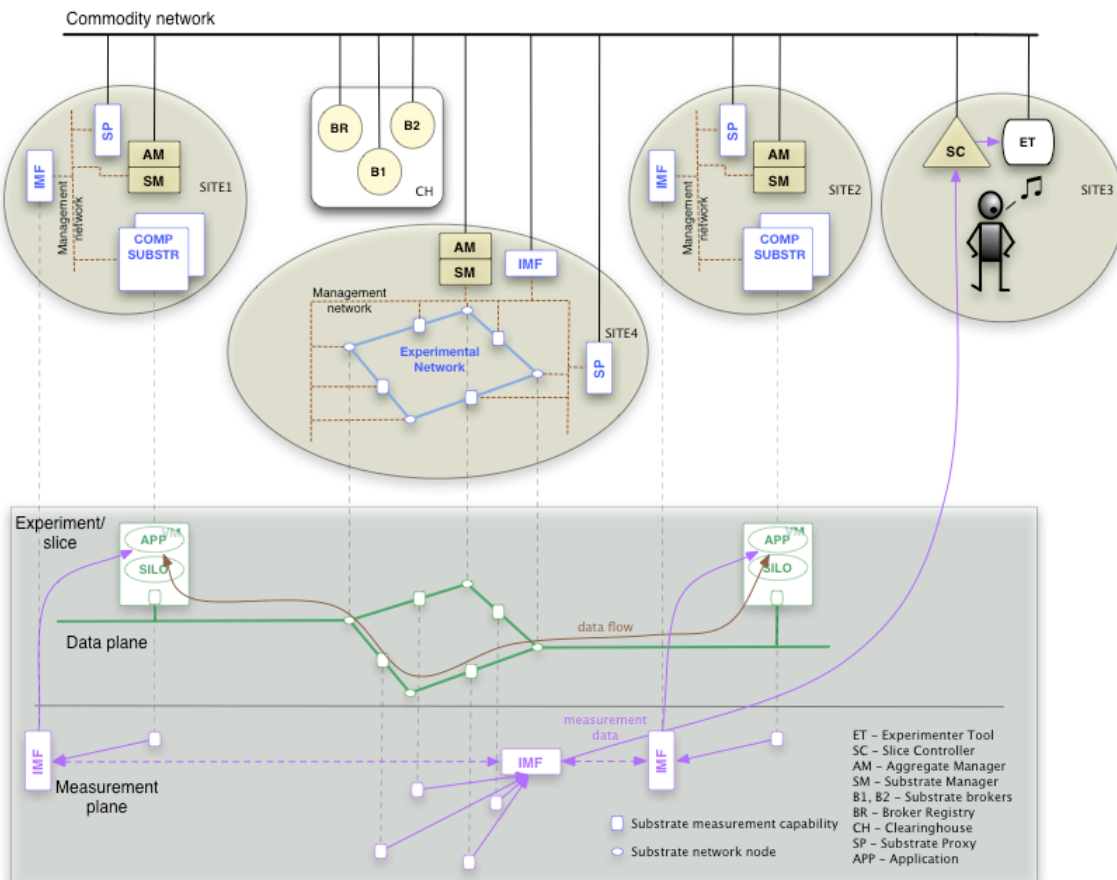 Commodity network
SP
AM
SM
IMF
SITE1
Management
network
COMP
SUBSTR
BR
B2
B1
CH
AM
SM
IMF
Management
network
SITE4
Experimental
Network
SP
SP
AM
SM
IMF
SITE2
Management
network
COMP
SUBSTR
SC
ET
SITE3
Experiment/
slice
VM
APP
SILO
VM
APP
SILO
data flow
Data plane
measurement
data
IMF
IMF
IMF
Measurement
plane
Substrate measurement capability
Substrate network node
ET – Experimenter Tool
SC – Slice Controller
AM – Aggregate Manager
SM – Substrate Manager
B1, B2 – Substrate brokers
BR – Broker Registry
CH – Clearinghouse
SP – Substrate Proxy
APP – Application